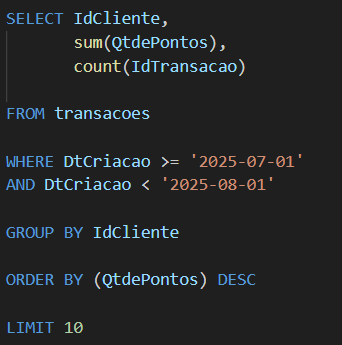 SELECT IdCliente,
sum(QtdePontos),
count(IdTransacao)
FROM transacoes
WHERE DtCriacao >= '2025-07-01'
AND DtCriacao < '2025-08-01'
GROUP BY IdCliente
ORDER BY (QtdePontos) DESC
LIMIT 10